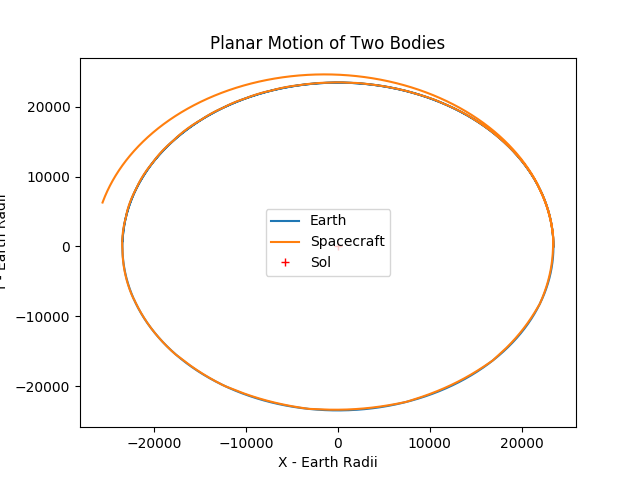 Planar Motion of Two Bodies
20000
10000
0
−10000
−20000
Earth
Spacecraft
Sol
−20000
−10000
0
10000
20000
X - Earth Radii
- Earth Radii